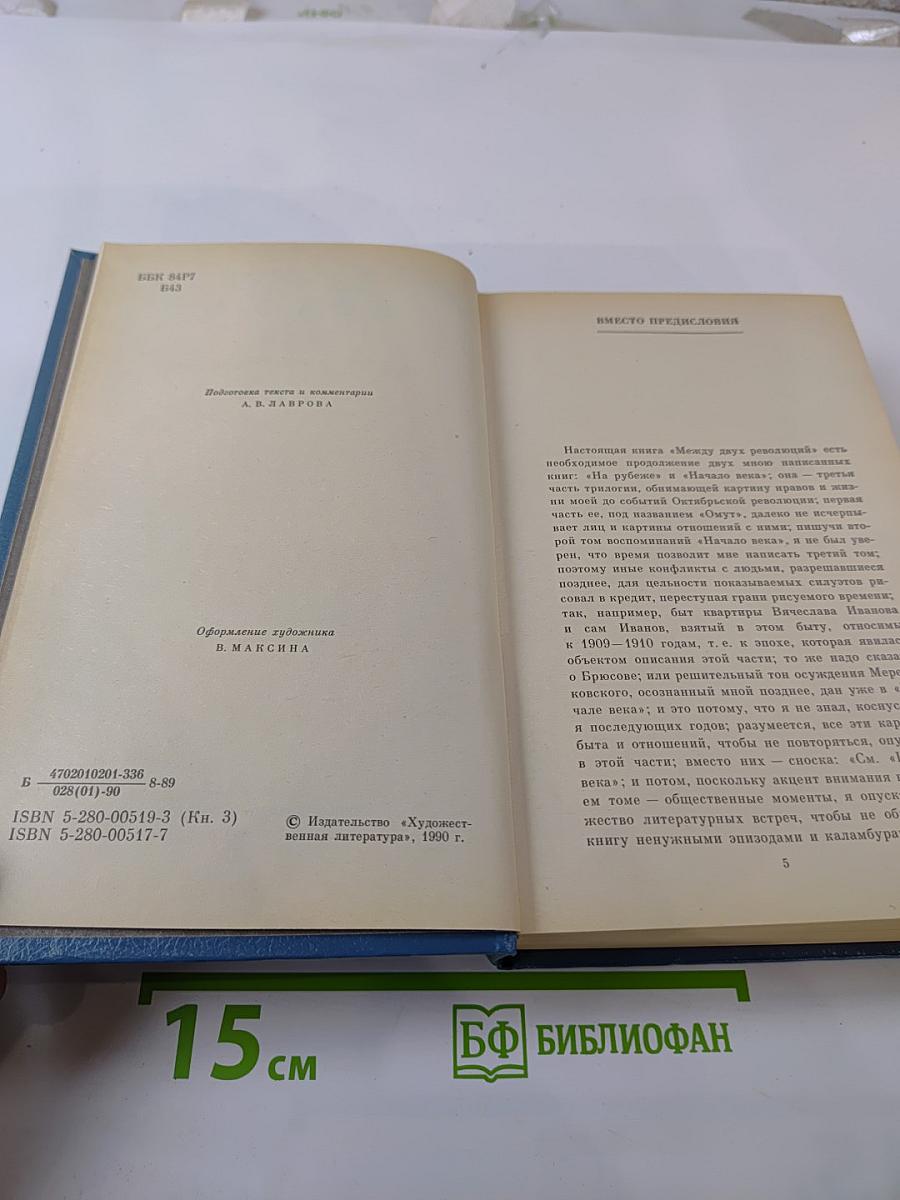 ББК 84Р7
Б43
Подготовка текста и комментарии
А. В. ЛАВРОВА
Оформление художника
В. МАКСИНА
Б 4702010201-336 8-89
028(01)-90
ISBN 5-280-00519-3 (Кн. 3)
ISBN 5-280-00517-7
© Издательство «Художест-
венная литература», 1990 г.
ВМЕСТО ПРЕДИСЛОВИЯ
Настоящая книга «Между двух революций» есть
необходимое продолжение двух мною написанных
книг: «На рубеже» и «Начало века»; она — третья
часть трилогии, обнимающей картину нравов и жиз-
ни моей до событий Октябрьской революции; первая
часть ее, под названием «Омут», далеко не исчерпы-
вает лиц и картины отношений с ними; пишучи вто-
рой том воспоминаний «Начало века», я не был уве-
рен, что время позволит мне написать третий том;
поэтому иные конфликты с людьми, разрешавшиеся
позднее, для цельности показываемых силуэтов ри-
совал в кредит, переступая грани рисуемого времени;
так, например, быт квартиры Вячеслава Иванова
и сам Иванов, взятый в этом быту, относимы
к 1909—1910 годам, т. е. к эпохе, которая явилас
объектом описания этой части; то же надо сказа
о Брюсове; или решительный тон осуждения Мере
ковского, осознанный мной позднее, дан уже в «
чале века»; и это потому, что я не знал, коснус
я последующих годов; разумеется, все эти кар
быта и отношений, чтобы не повторяться, опу
в этой части; вместо них — сноска: «См. «
века»; и потом, поскольку акцент внимания
ем томе — общественные моменты, я опуск
жество литературных встреч, чтобы не об
книгу ненужными эпизодами и каламбура
5
15 см
БФ БИБЛИОФАН